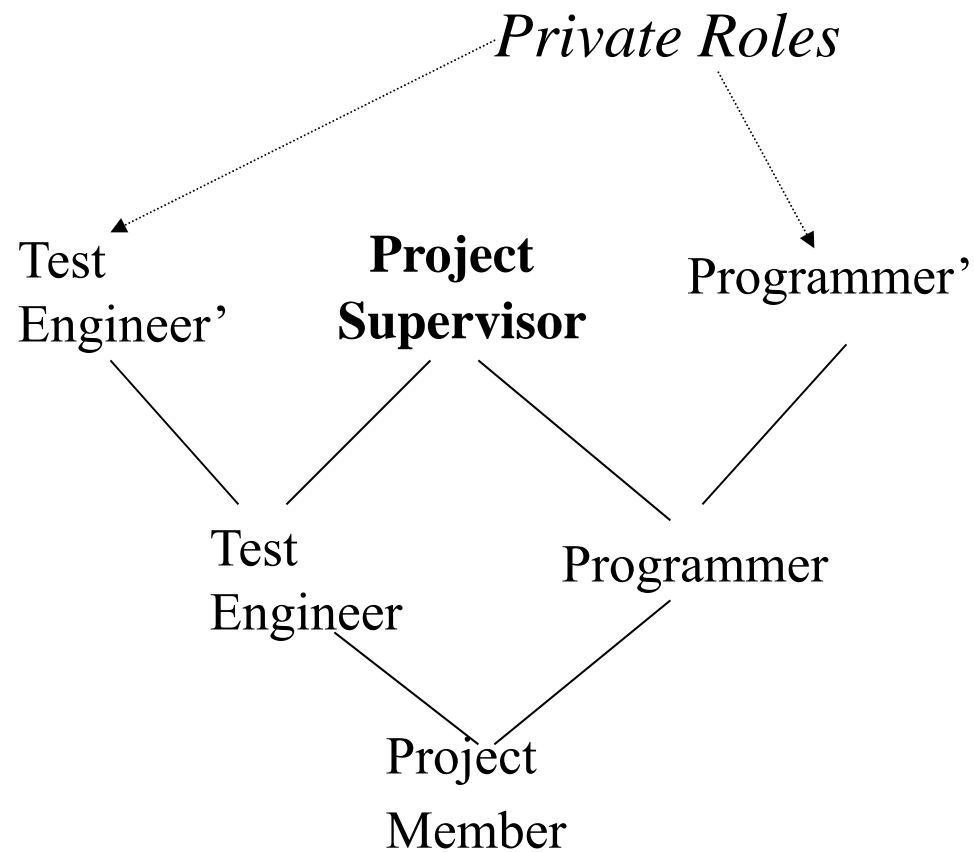 Private Roles
Test
Engineer’
Project
Supervisor
Programmer’
Test
Engineer
Programmer
Project
Member